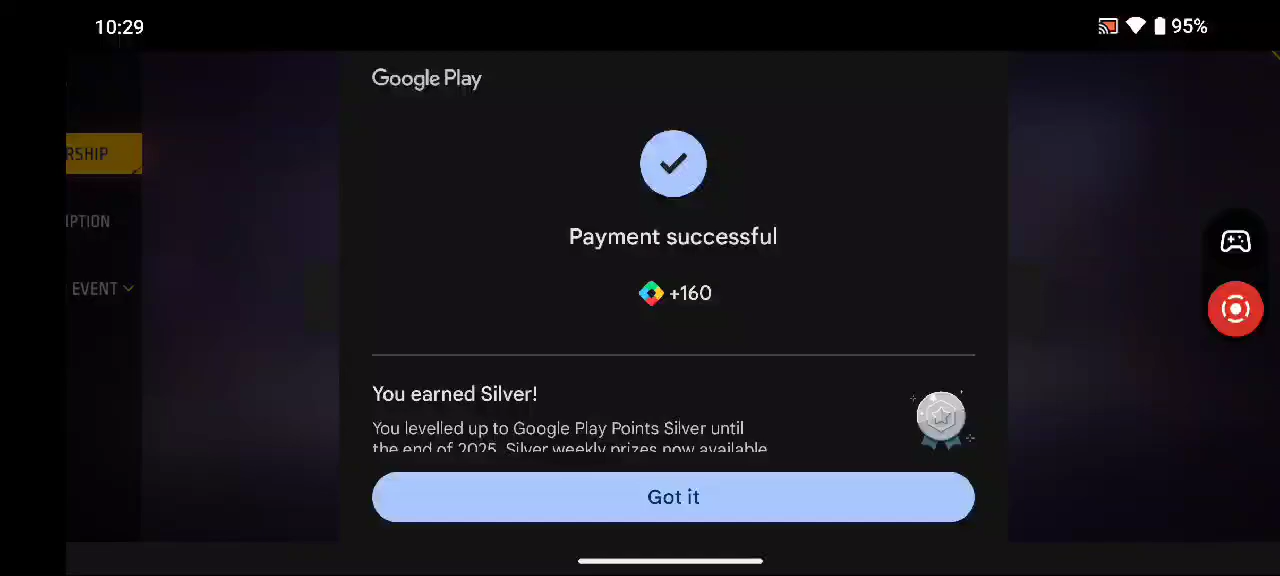 10:29
95%
Google Play
RSHIP
Payment successful
IPTION
EVENT
+160
You earned Silver!
You levelled up to Google Play Points Silver until
the end of 2025. Silver weekly prizes now available
Got it